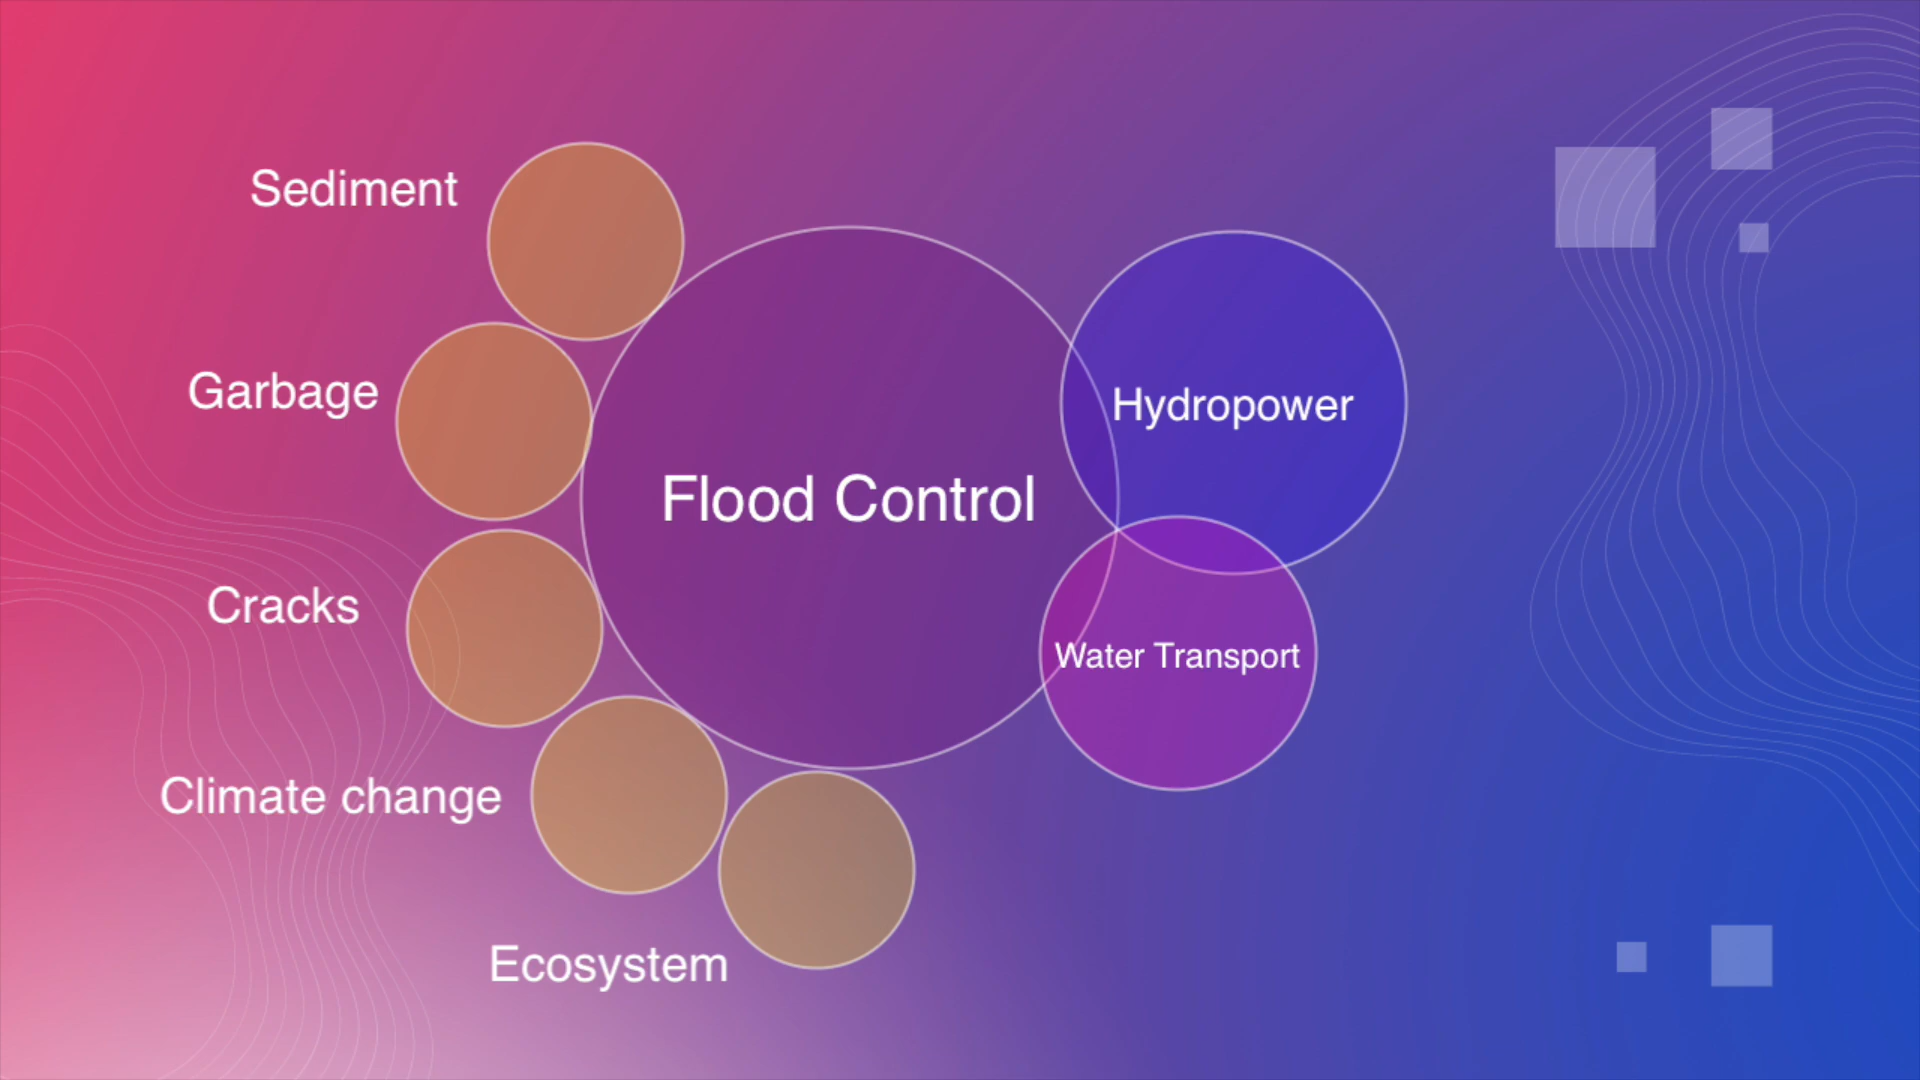 Sediment
Garbage
Hydropower
Flood Control
Cracks
Water Transport
Climate change
Ecosystem